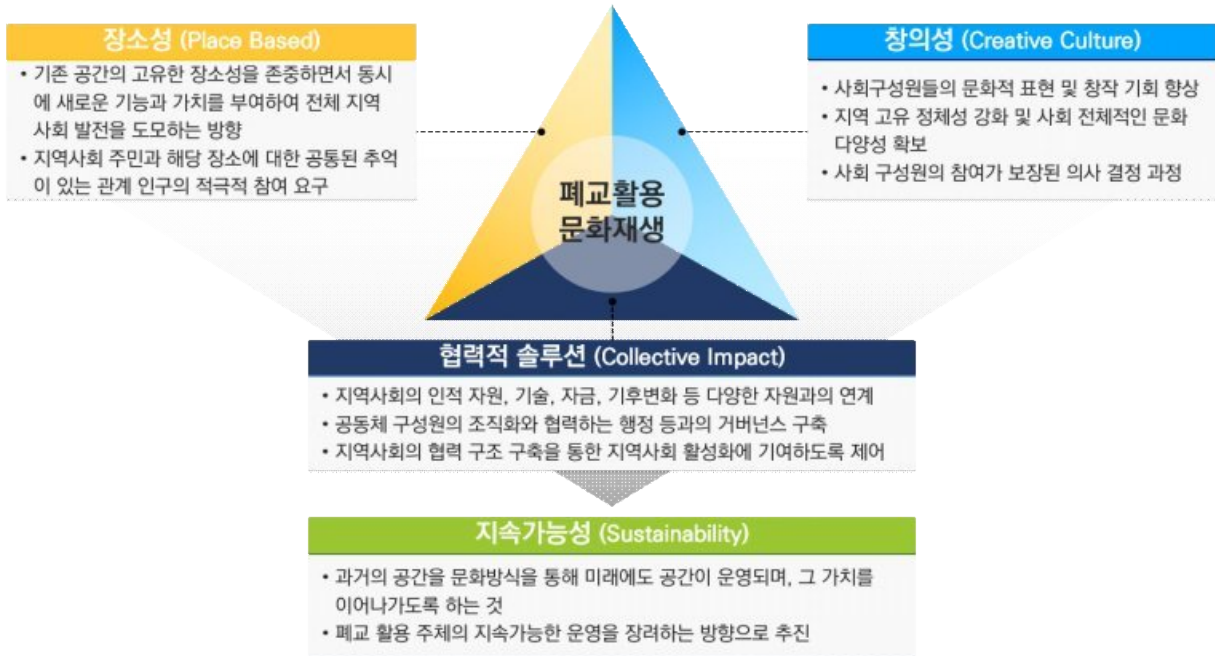 장소성 (Place Based)
• 기존 공간의 고유한 장소성을 존중하면서 동시
에 새로운 기능과 가치를 부여하여 전체 지역
사회 발전을 도모하는 방향
• 지역사회 주민과 해당 장소에 대한 공통된 추억
이 있는 관계 인구의 적극적 참여 요구
창의성 (Creative Culture)
• 사회구성원들의 문화적 표현 및 창작 기회 향상
• 지역 고유 정체성 강화 및 사회 전체적인 문화
다양성 확보
• 사회 구성원의 참여가 보장된 의사 결정 과정
폐교활용
문화재생
협력적 솔루션 (Collective Impact)
• 지역사회의 인적 자원, 기술, 자금, 기후변화 등 다양한 자원과의 연계
• 공동체 구성원의 조직화와 협력하는 행정 등과의 거버넌스 구축
• 지역사회의 협력 구조 구축을 통한 지역사회 활성화에 기여하도록 제어
지속가능성 (Sustainability)
• 과거의 공간을 문화방식을 통해 미래에도 공간이 운영되며, 그 가치를
이어나가도록 하는 것
• 폐교 활용 주체의 지속가능한 운영을 장려하는 방향으로 추진